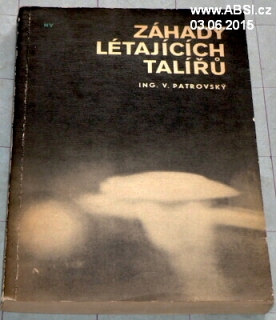 www.ABSI.cz
03.06.2015
NV
ZÁHADY
LÉTAJÍCÍCH
TALÍŘŮ
ING. V. PATROVSKÝ